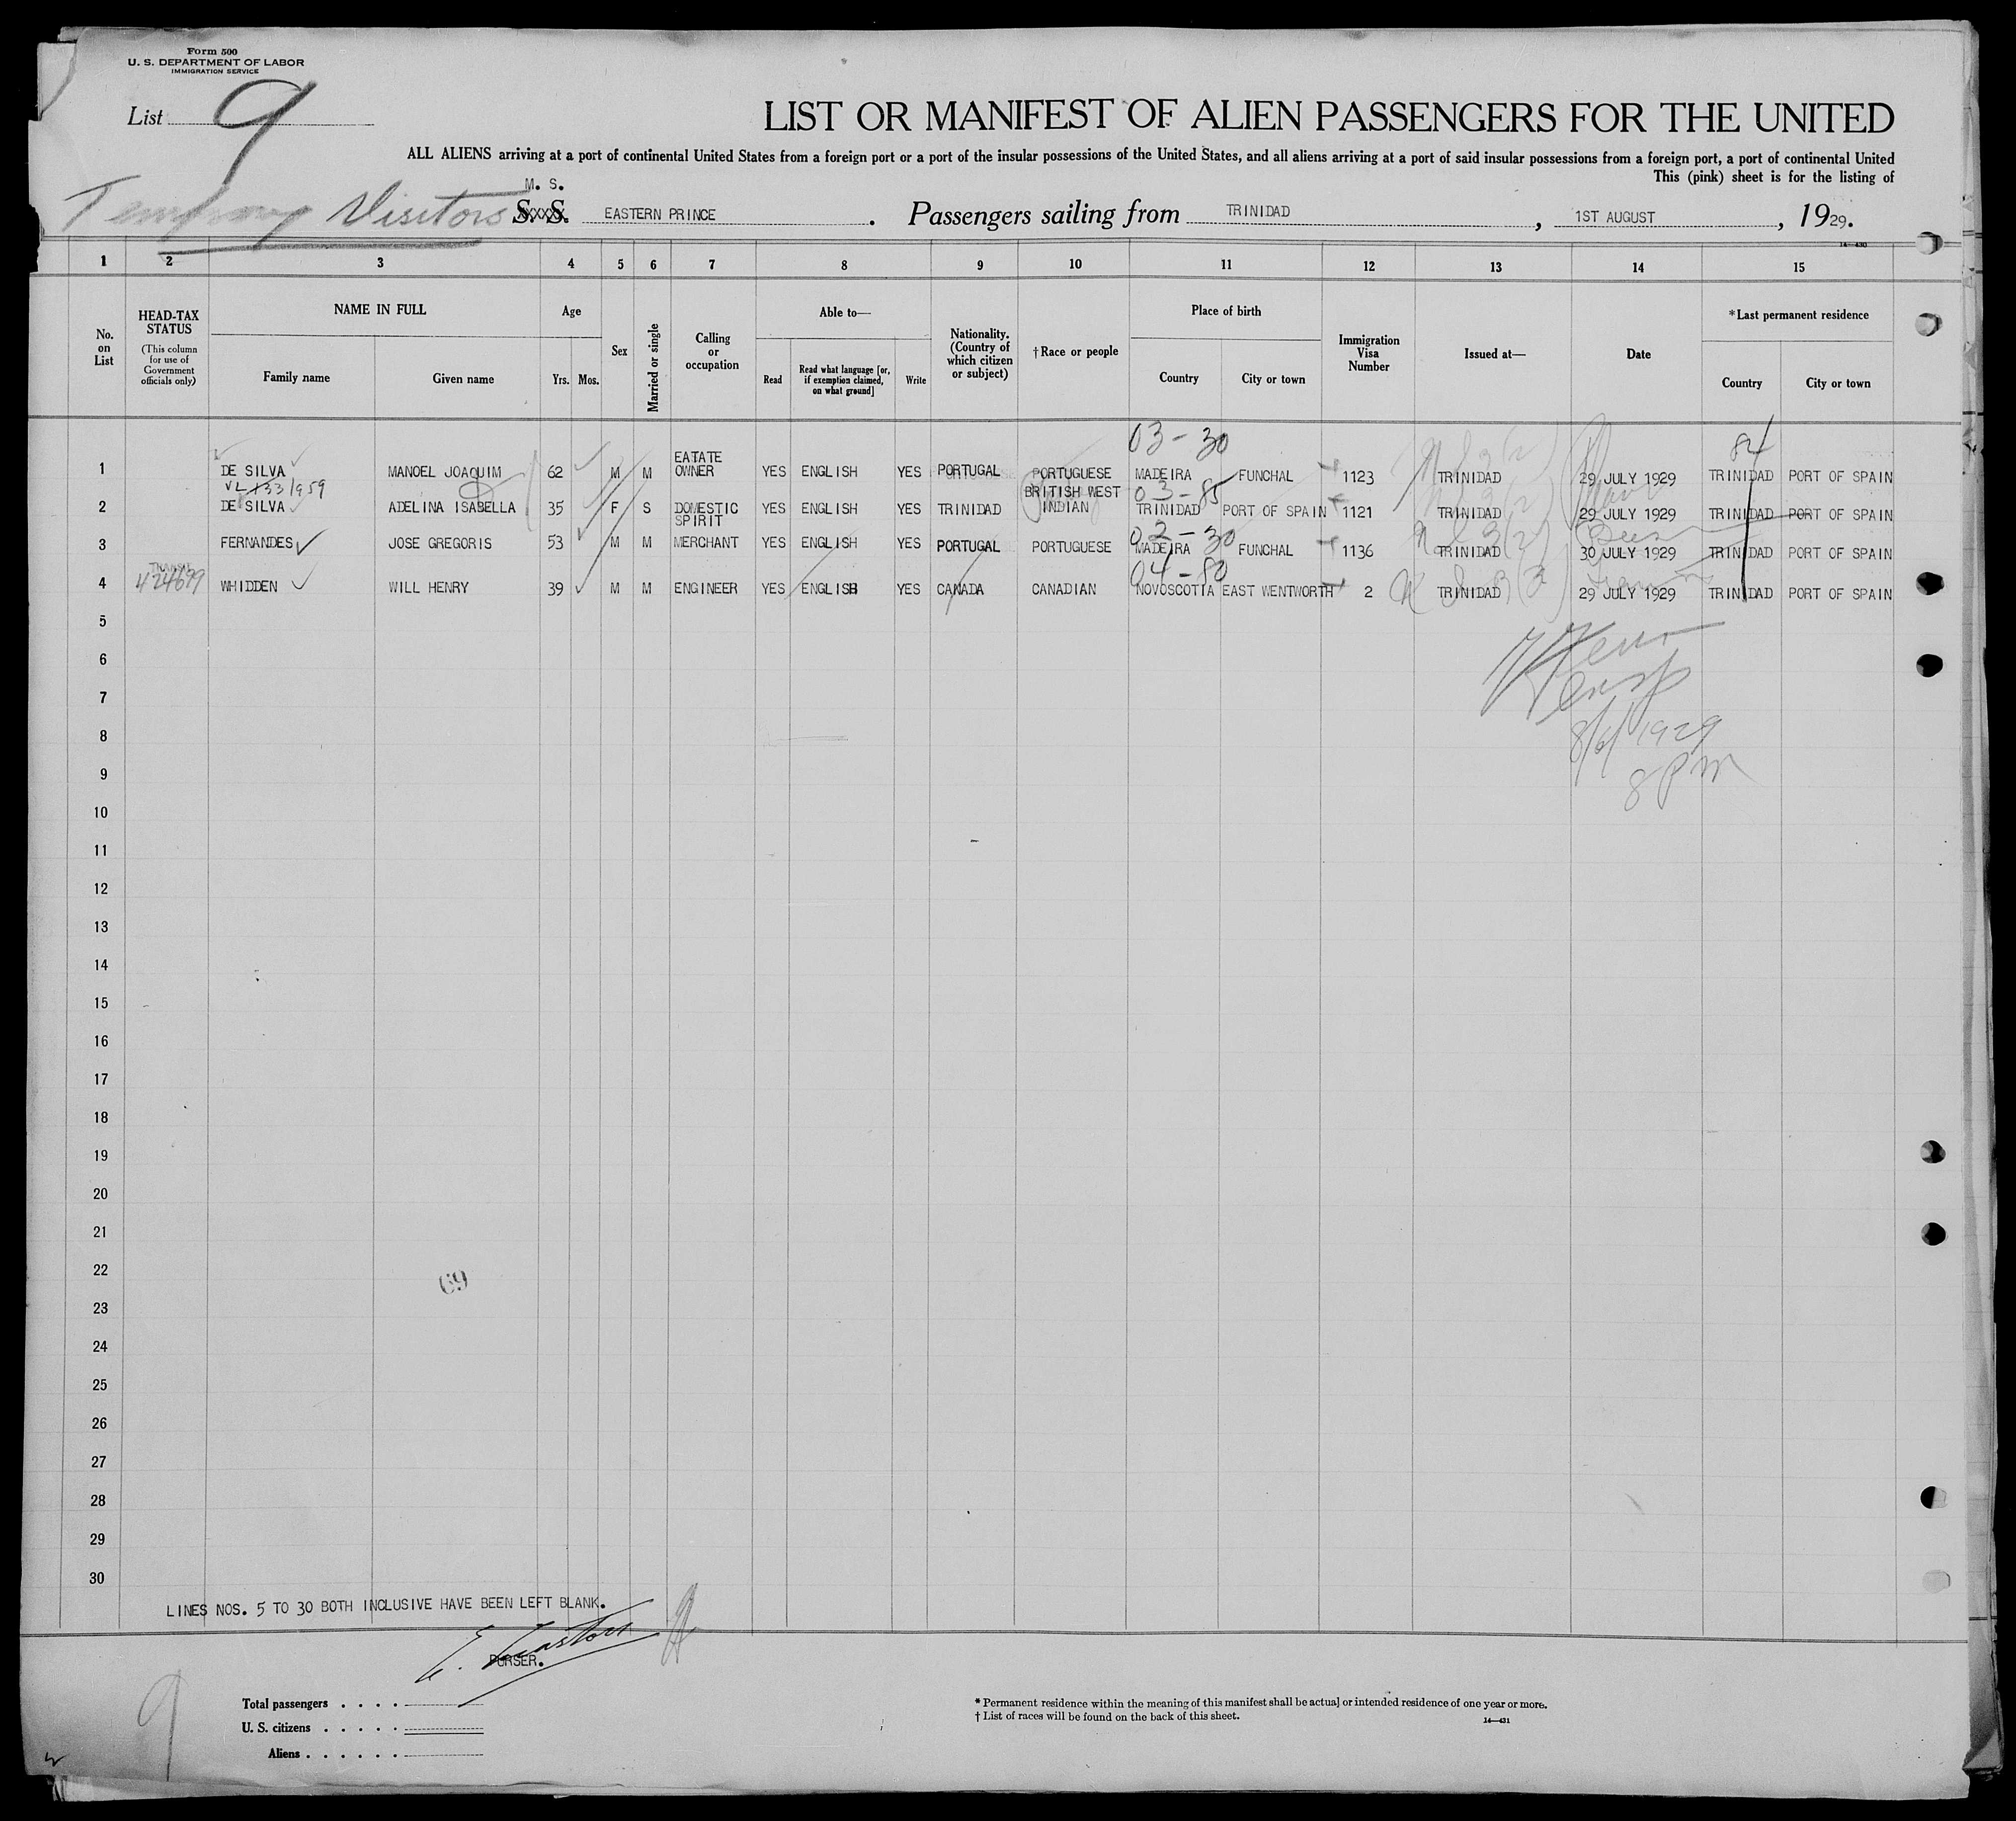 Form 500
U. S. DEPARTMENT OF LABOR
IMMIGRATION SERVICE
List 9
LIST OR MANIFEST OF ALIEN PASSENGERS FOR THE UNITED
ALL ALIENS arriving at a port of continental United States from a foreign port or a port of the insular possessions of the United States, and all aliens arriving at a port of said insular possessions from a foreign port, a port of continental United
This (pink) sheet is for the listing of
M. S.
Visitors S. S. EASTERN PRINCE. Passengers sailing from TRINIDAD, 1ST AUGUST, 1929.
14-430
1 2 3 4 5 6 7 8 9 10 11 12 13 14 15
No. on List
HEAD-TAX STATUS
(This column for use of Government officials only)
NAME IN FULL
Family name Given name
Age
Yrs. Mos.
Sex
Married or single
Calling or occupation
Able to—
Read
Read what language [or, if exemption claimed, on what ground]
Write
Nationality. (Country of which citizen or subject)
†Race or people
Place of birth
Country City or town
Immigration Visa Number
Issued at—
Date
*Last permanent residence
Country City or town
03-30 84
1 DE SILVA MANOEL JOAQUIM 62 M M EATATE OWNER YES ENGLISH YES PORTUGAL PORTUGUESE MADEIRA FUNCHAL 1123 TRINIDAD 29 JULY 1929 TRINIDAD PORT OF SPAIN
03-85
2 DE SILVA ADELINA ISABELLA 35 F S DOMESTIC YES ENGLISH YES TRINIDAD BRITISH WEST INDIAN TRINIDAD PORT OF SPAIN 1121 TRINIDAD 29 JULY 1929 TRINIDAD PORT OF SPAIN
02-30
3 FERNANDES JOSE GREGORIS 53 M M SPIRIT MERCHANT YES ENGLISH YES PORTUGAL PORTUGUESE MADEIRA FUNCHAL 1136 TRINIDAD 30 JULY 1929 TRINIDAD PORT OF SPAIN
04-80
4 424679 WHIDDEN WILL HENRY 39 M M ENGINEER YES ENGLISH YES CANADA CANADIAN NOVOSCOTIA EAST WENTWORTH 2 TRINIDAD 29 JULY 1929 TRINIDAD PORT OF SPAIN
5
6
7
8
8/6/1929
9
8 PM
10
11
12
13
14
15
16
17
18
19
20
21
22
69
23
24
25
26
27
28
29
30
LINES NOS. 5 TO 30 BOTH INCLUSIVE HAVE BEEN LEFT BLANK.
PURSER.
9
Total passengers . . . .
U. S. citizens . . . . .
Aliens . . . . . .
* Permanent residence within the meaning of this manifest shall be actual or intended residence of one year or more.
† List of races will be found on the back of this sheet.
14-431